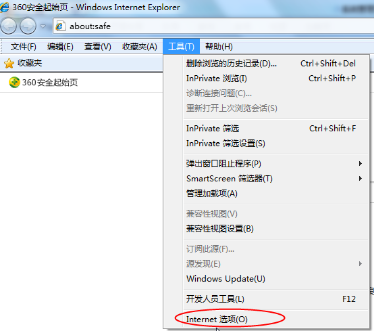 360安全起始页 - Windows Internet Explorer
aboutsafe
文件(F) 编辑(E) 查看(V) 收藏夹(A) 工具(T) 帮助(H)
收藏夹
360安全起始页
删除浏览的历史记录(D)... Ctrl+Shift+Del
InPrivate 浏览(I) Ctrl+Shift+P
诊断连接问题(C)...
重新打开上次浏览会话(S)
InPrivate 筛选 Ctrl+Shift+F
InPrivate 筛选设置(S)
弹出窗口阻止程序(P)
SmartScreen 筛选器(T)
管理加载项(A)
兼容性视图(V)
兼容性视图设置(B)
订阅此源(F)...
源发现(E)
Windows Update(U)
开发人员工具(L) F12
Internet 选项(O)